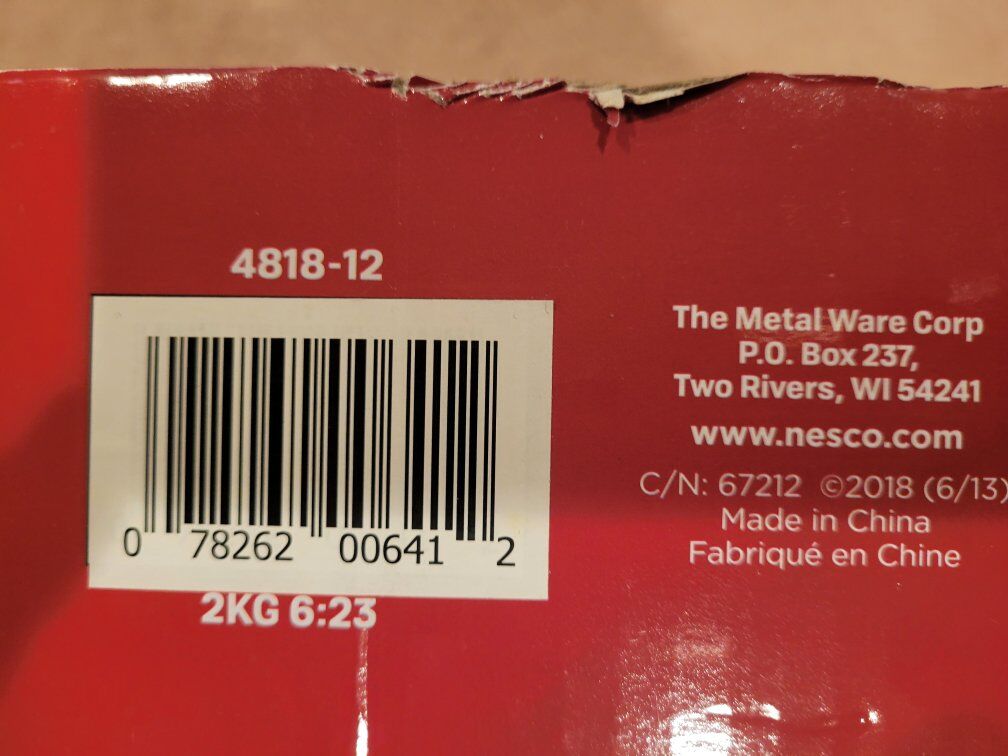 4818-12
0 78262 00641 2
2KG 6:23
The Metal Ware Corp
P.O. Box 237,
Two Rivers, WI 54241
www.nesco.com
C/N: 67212 ©2018 (6/13)
Made in China
Fabriqué en Chine